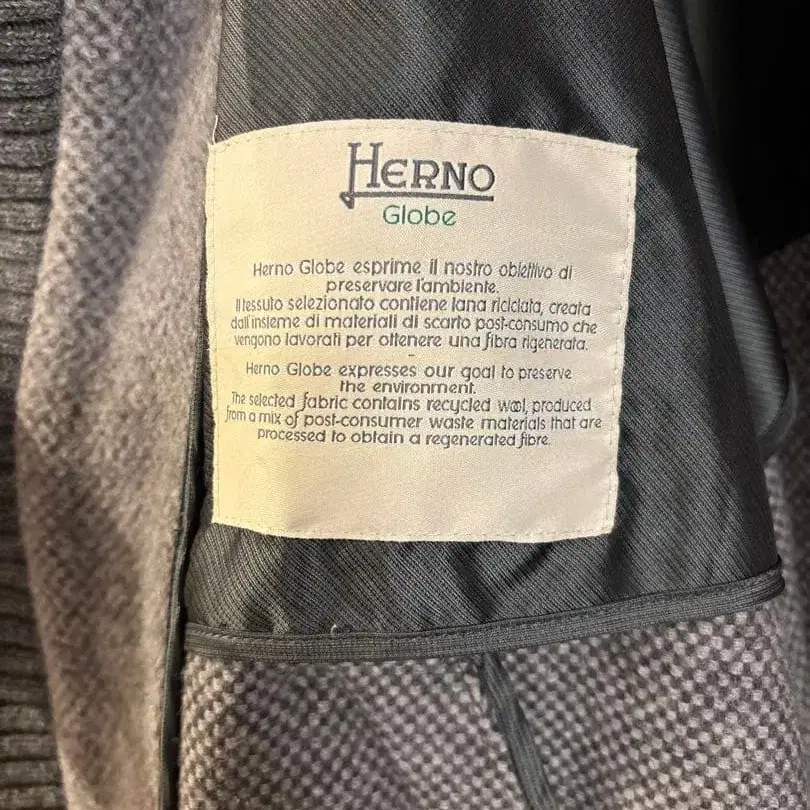 HERNO
Globe
Herno Globe esprime il nostro obiettivo di
preservare l'ambiente.
Il tessuto selezionato contiene lana riciclata, creata
dall'insieme di materiali di scarto post-consumo che
vengono lavorati per ottenere una fibra rigenerata.
-
Herno Globe expresses our goal to preserve
the environment.
The selected fabric contains recycled wool, produced
from a mix of post-consumer waste materials that are
processed to obtain a regenerated fibre.